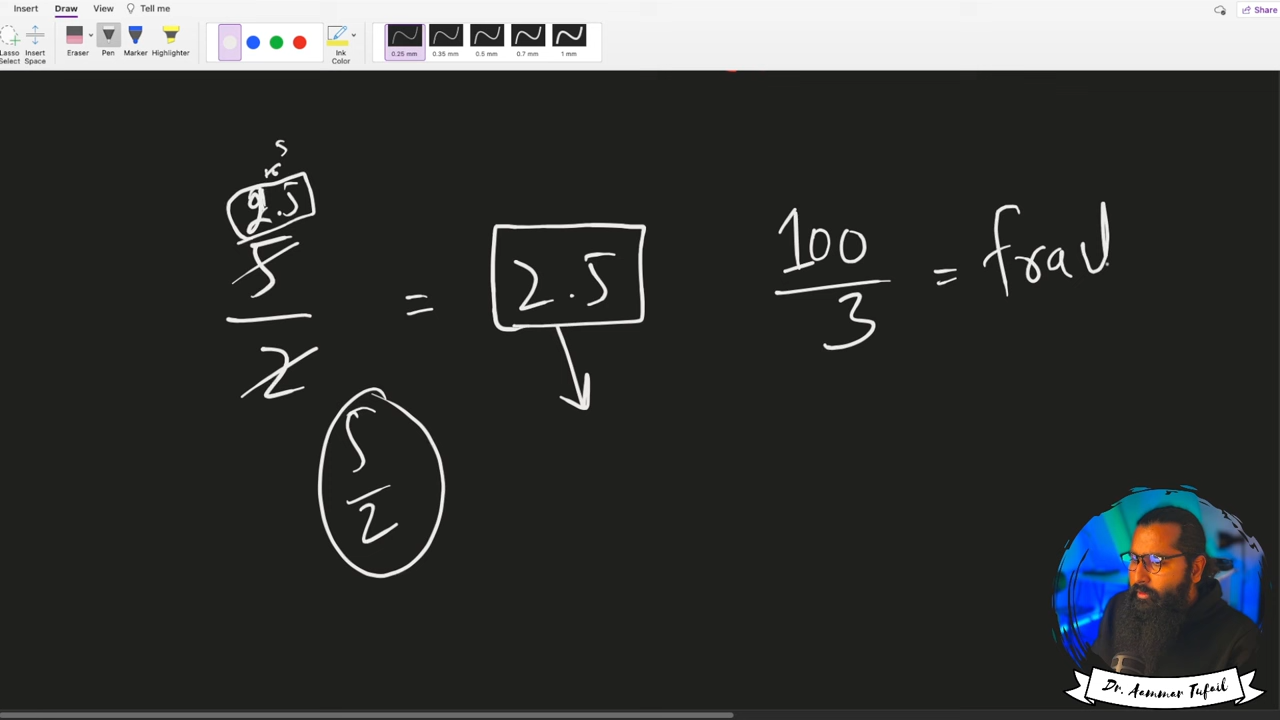 Insert Draw View Tell me
Share
Lasso Select
Insert Space
Eraser
Pen
Marker
Highlighter
Ink Color
0.25 mm
0.35 mm
0.5 mm
0.7 mm
1 mm
2.5
5
2
= 2.5
5
2
100
3
= frac
Dr. Aammar Tufail